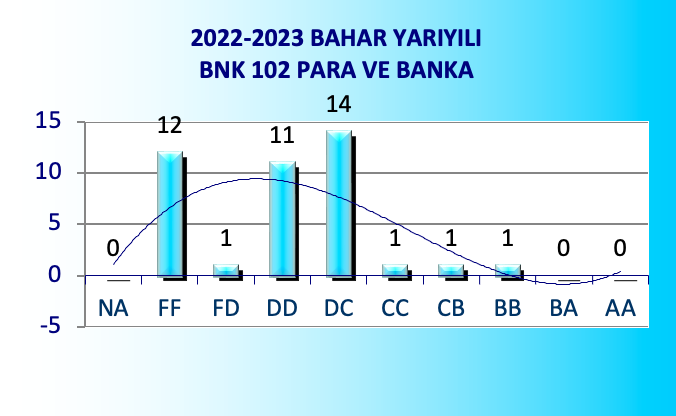 2022-2023 BAHAR YARIYILI
BNK 102 PARA VE BANKA
15
10
5
0
-5
0 12 1 11 14 1 1 1 0 0
NA FF FD DD DC CC CB BB BA AA